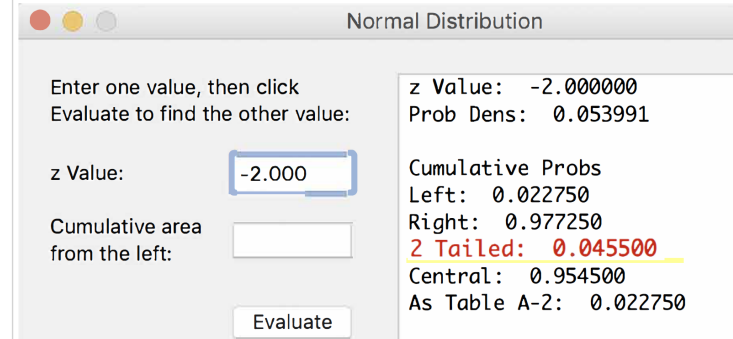 Normal Distribution
Enter one value, then click
Evaluate to find the other value:
z Value:
-2.000
Cumulative area
from the left:
Evaluate
z Value:  -2.000000
Prob Dens:  0.053991
Cumulative Probs
Left:  0.022750
Right:  0.977250
2 Tailed:  0.045500
Central:  0.954500
As Table A-2:  0.022750